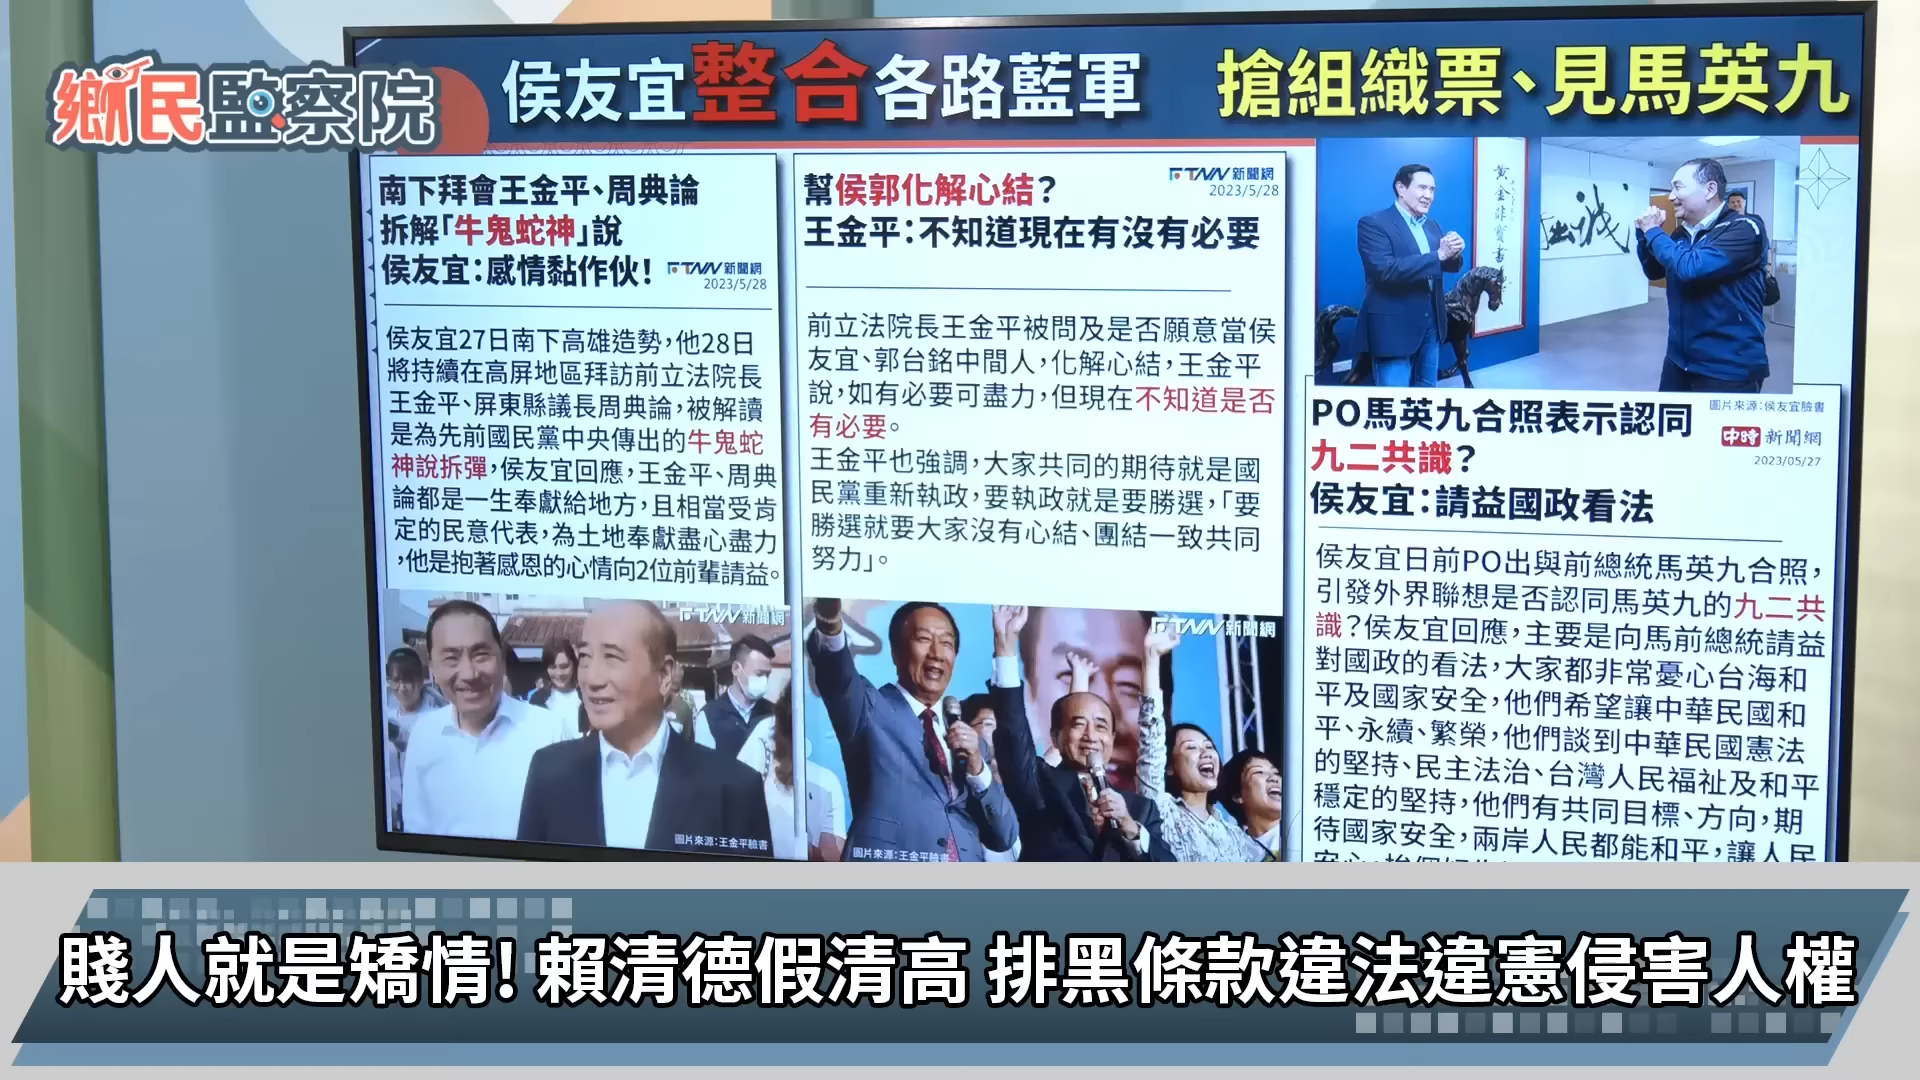 鄉民監察院
侯友宜整合各路藍軍 搶組織票、見馬英九
南下拜會王金平、周典論
拆解「牛鬼蛇神」說
侯友宜：感情黏作伙！
FTNN新聞網
2023/5/28
侯友宜27日南下高雄造勢，他28日
將持續在高屏地區拜訪前立法院長
王金平、屏東縣議長周典論，被解讀
是為先前國民黨中央傳出的牛鬼蛇
神說拆彈，侯友宜回應，王金平、周典
論都是一生奉獻給地方，且相當受肯
定的民意代表，為土地奉獻盡心盡力
，他是抱著感恩的心情向2位前輩請益。
FTNN新聞網
圖片來源：王金平臉書
幫侯郭化解心結？
王金平：不知道現在有沒有必要
FTNN新聞網
2023/5/28
前立法院長王金平被問及是否願意當侯
友宜、郭台銘中間人，化解心結，王金平
說，如有必要可盡力，但現在不知道是否
有必要。
王金平也強調，大家共同的期待就是國
民黨重新執政，要執政就是要勝選，「要
勝選就要大家沒有心結、團結一致共同
努力」。
FTNN新聞網
圖片來源：王金平臉書
黃金非寶書
誠
圖片來源：侯友宜臉書
PO馬英九合照表示認同
九二共識？
侯友宜：請益國政看法
中時新聞網
2023/05/27
侯友宜日前PO出與前總統馬英九合照，
引發外界聯想是否認同馬英九的九二共
識？侯友宜回應，主要是向馬前總統請益
對國政的看法，大家都非常憂心台海和
平及國家安全，他們希望讓中華民國和
平、永續、繁榮，他們談到中華民國憲法
的堅持、民主法治、台灣人民福祉及和平
穩定的堅持，他們有共同目標、方向，期
待國家安全，兩岸人民都能和平，讓人民
賤人就是矯情！賴清德假清高 排黑條款違法違憲侵害人權